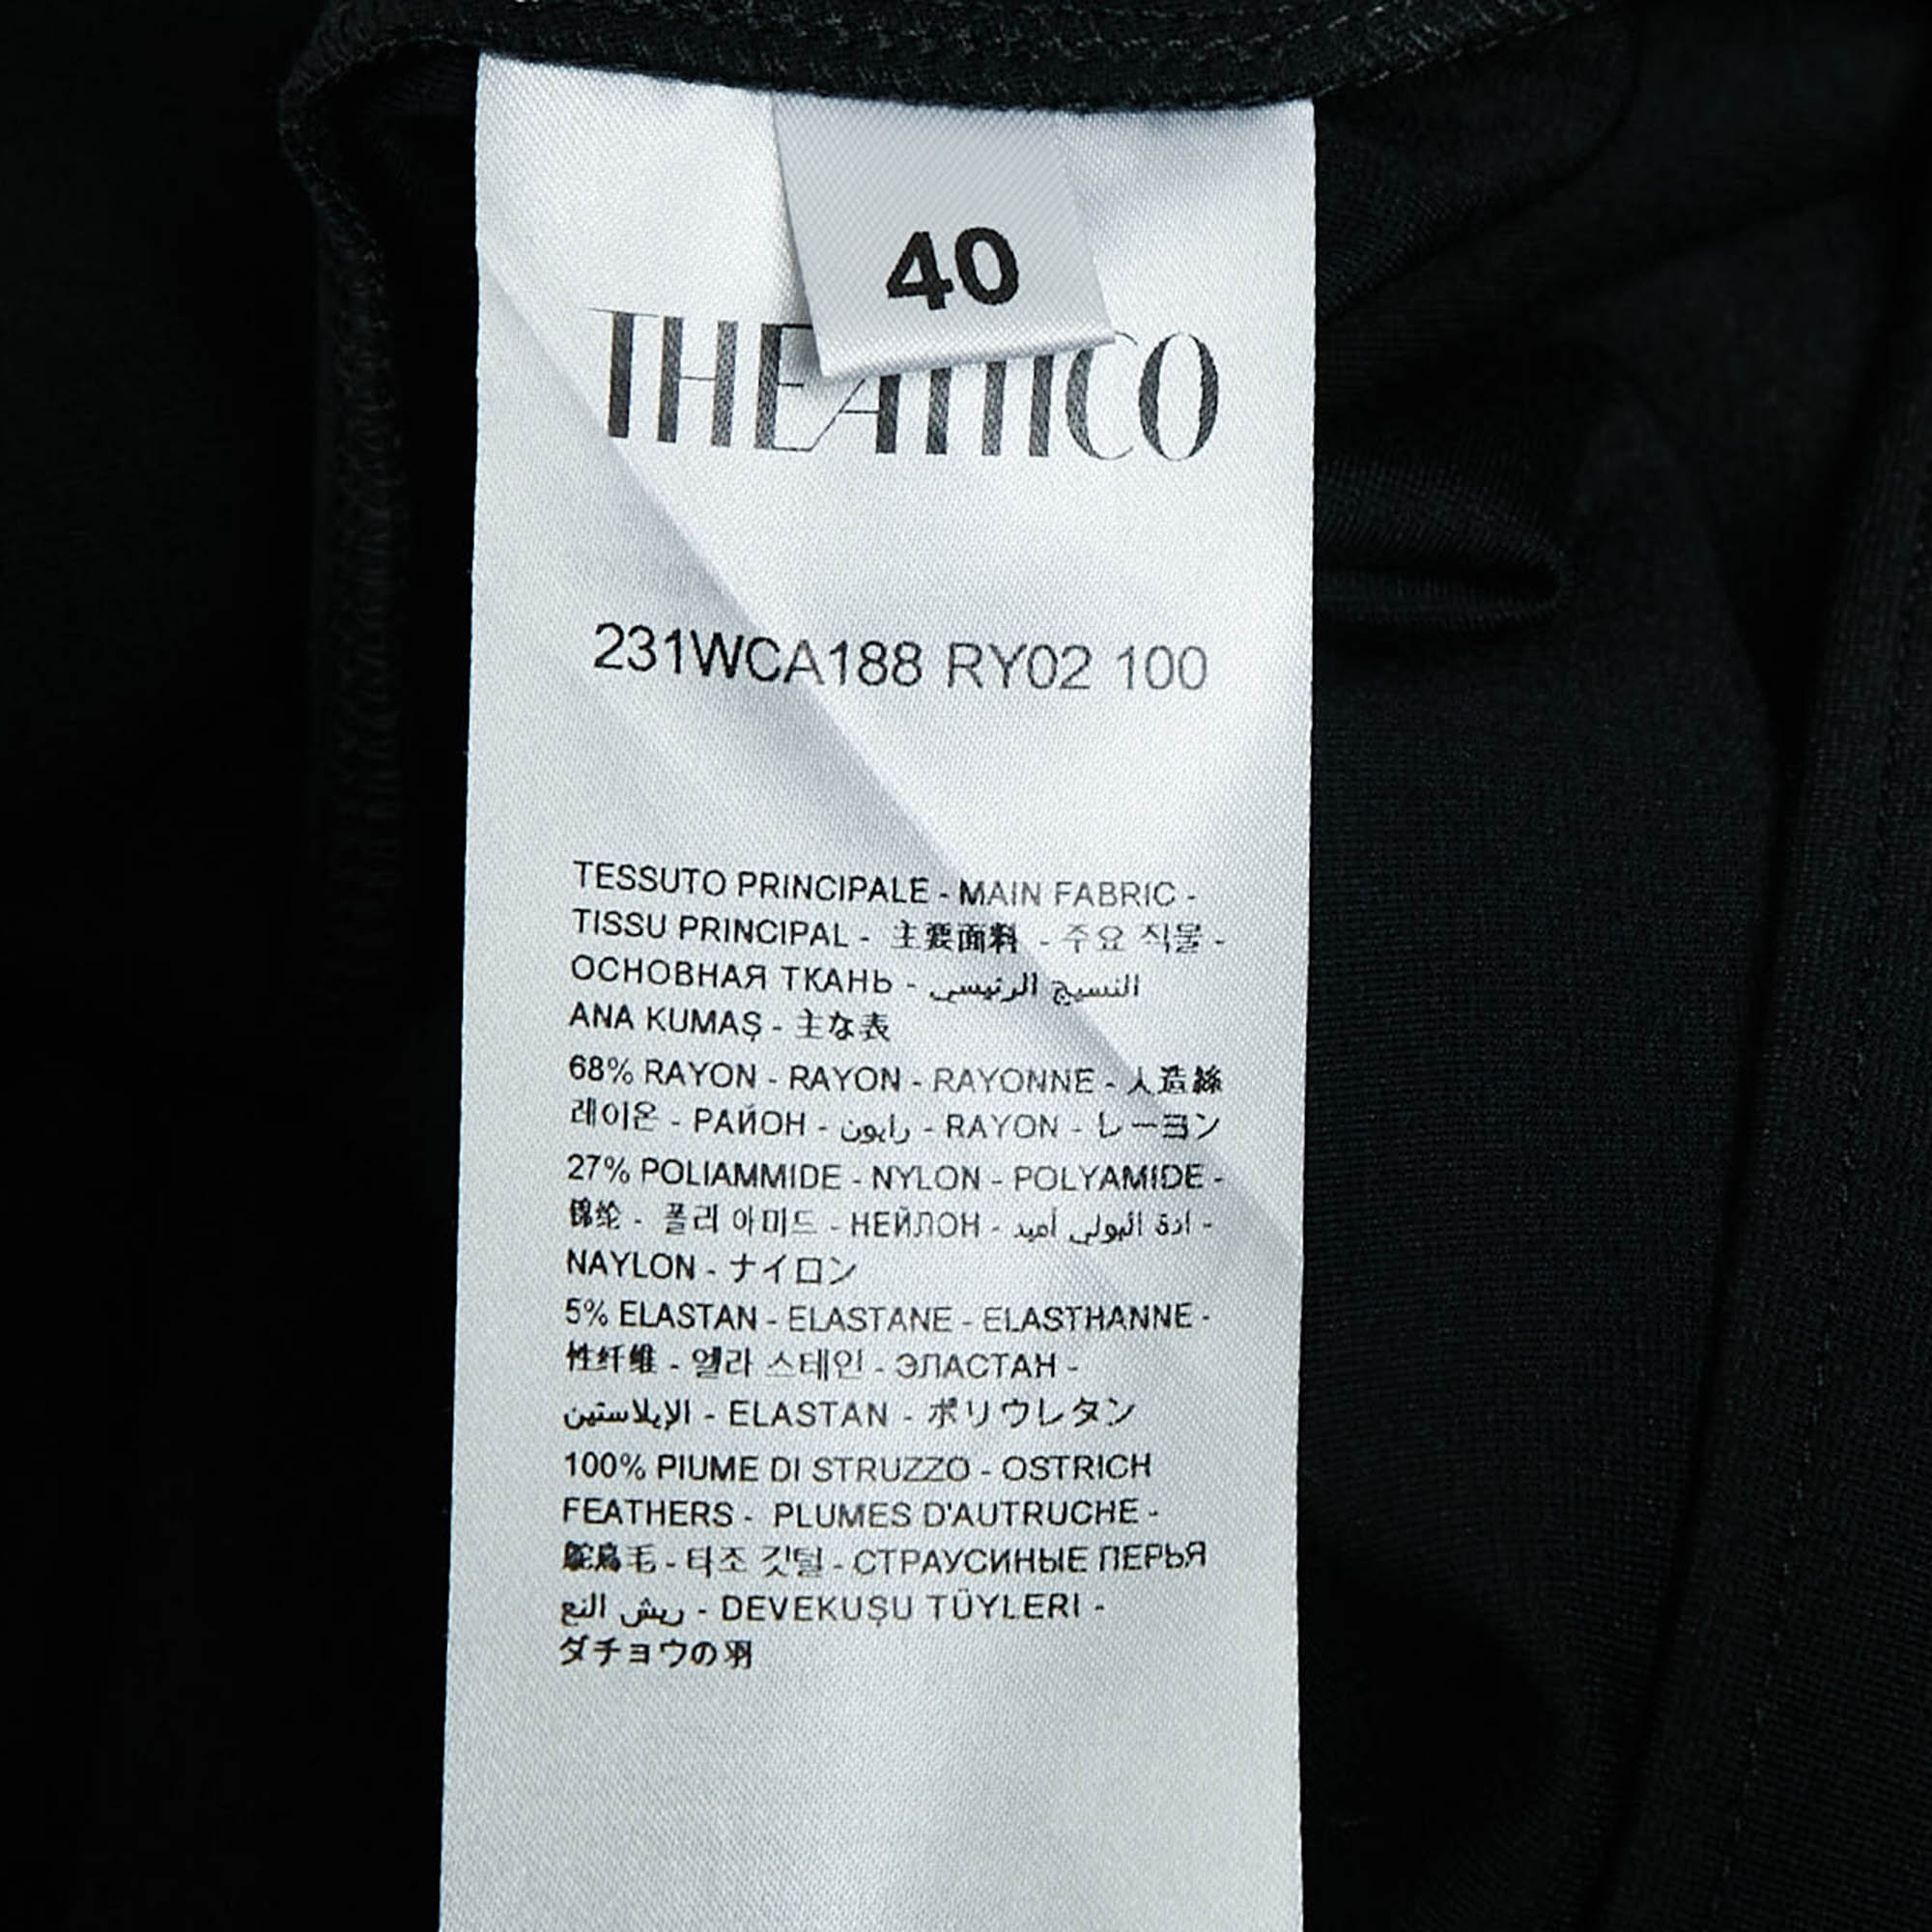 40
THE ATTICO
231WCA188 RY02 100
TESSUTO PRINCIPALE - MAIN FABRIC -
TISSU PRINCIPAL - 主要面料 - 주요 직물 -
ОСНОВНАЯ ТКАНЬ - النسيج الرئيسي
ANA KUMAŞ - 主な表
68% RAYON - RAYON - RAYONNE - 人造絲
레이온 - РАЙОН - رايون - RAYON - レーヨン
27% POLIAMMIDE - NYLON - POLYAMIDE -
锦纶 - 폴리 아미드 - НЕЙЛОН - ادة البولي أميد -
NAYLON - ナイロン
5% ELASTAN - ELASTANE - ELASTHANNE -
性纤维 - 엘라 스테인 - ЭЛАСТАН -
الإيلاستين - ELASTAN - ポリウレタン
100% PIUME DI STRUZZO - OSTRICH
FEATHERS - PLUMES D'AUTRUCHE -
鴕鳥毛 - 타조 깃털 - СТРАУСИНЫЕ ПЕРЬЯ
ريش النع - DEVEKUŞU TÜYLERI -
ダチョウの羽